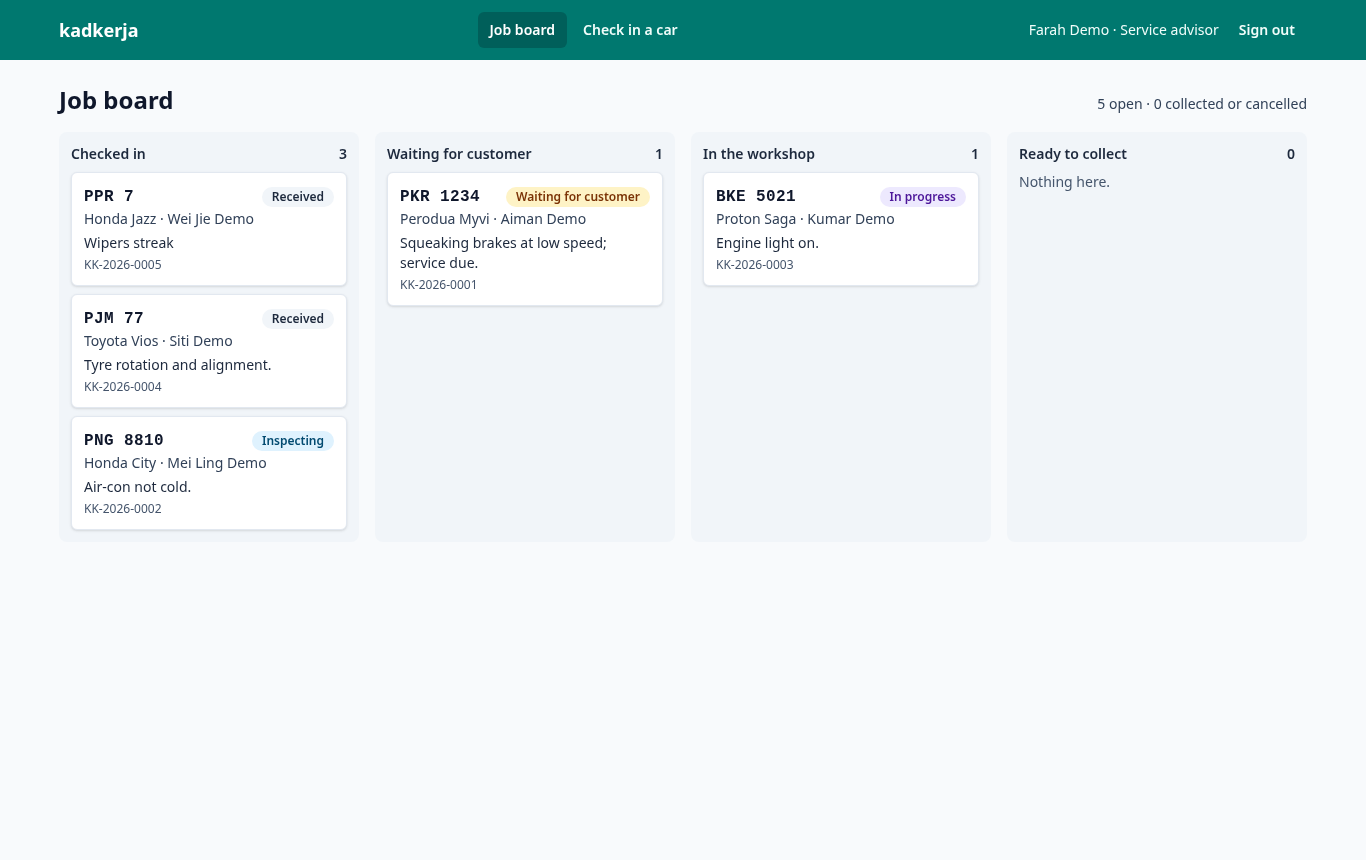 kadkerja
Job board
Check in a car
Farah Demo · Service advisor
Sign out
Job board
5 open · 0 collected or cancelled
Checked in
3
PPR 7
Received
Honda Jazz · Wei Jie Demo
Wipers streak
KK-2026-0005
PJM 77
Received
Toyota Vios · Siti Demo
Tyre rotation and alignment.
KK-2026-0004
PNG 8810
Inspecting
Honda City · Mei Ling Demo
Air-con not cold.
KK-2026-0002
Waiting for customer
1
PKR 1234
Waiting for customer
Perodua Myvi · Aiman Demo
Squeaking brakes at low speed;
service due.
KK-2026-0001
In the workshop
1
BKE 5021
In progress
Proton Saga · Kumar Demo
Engine light on.
KK-2026-0003
Ready to collect
0
Nothing here.